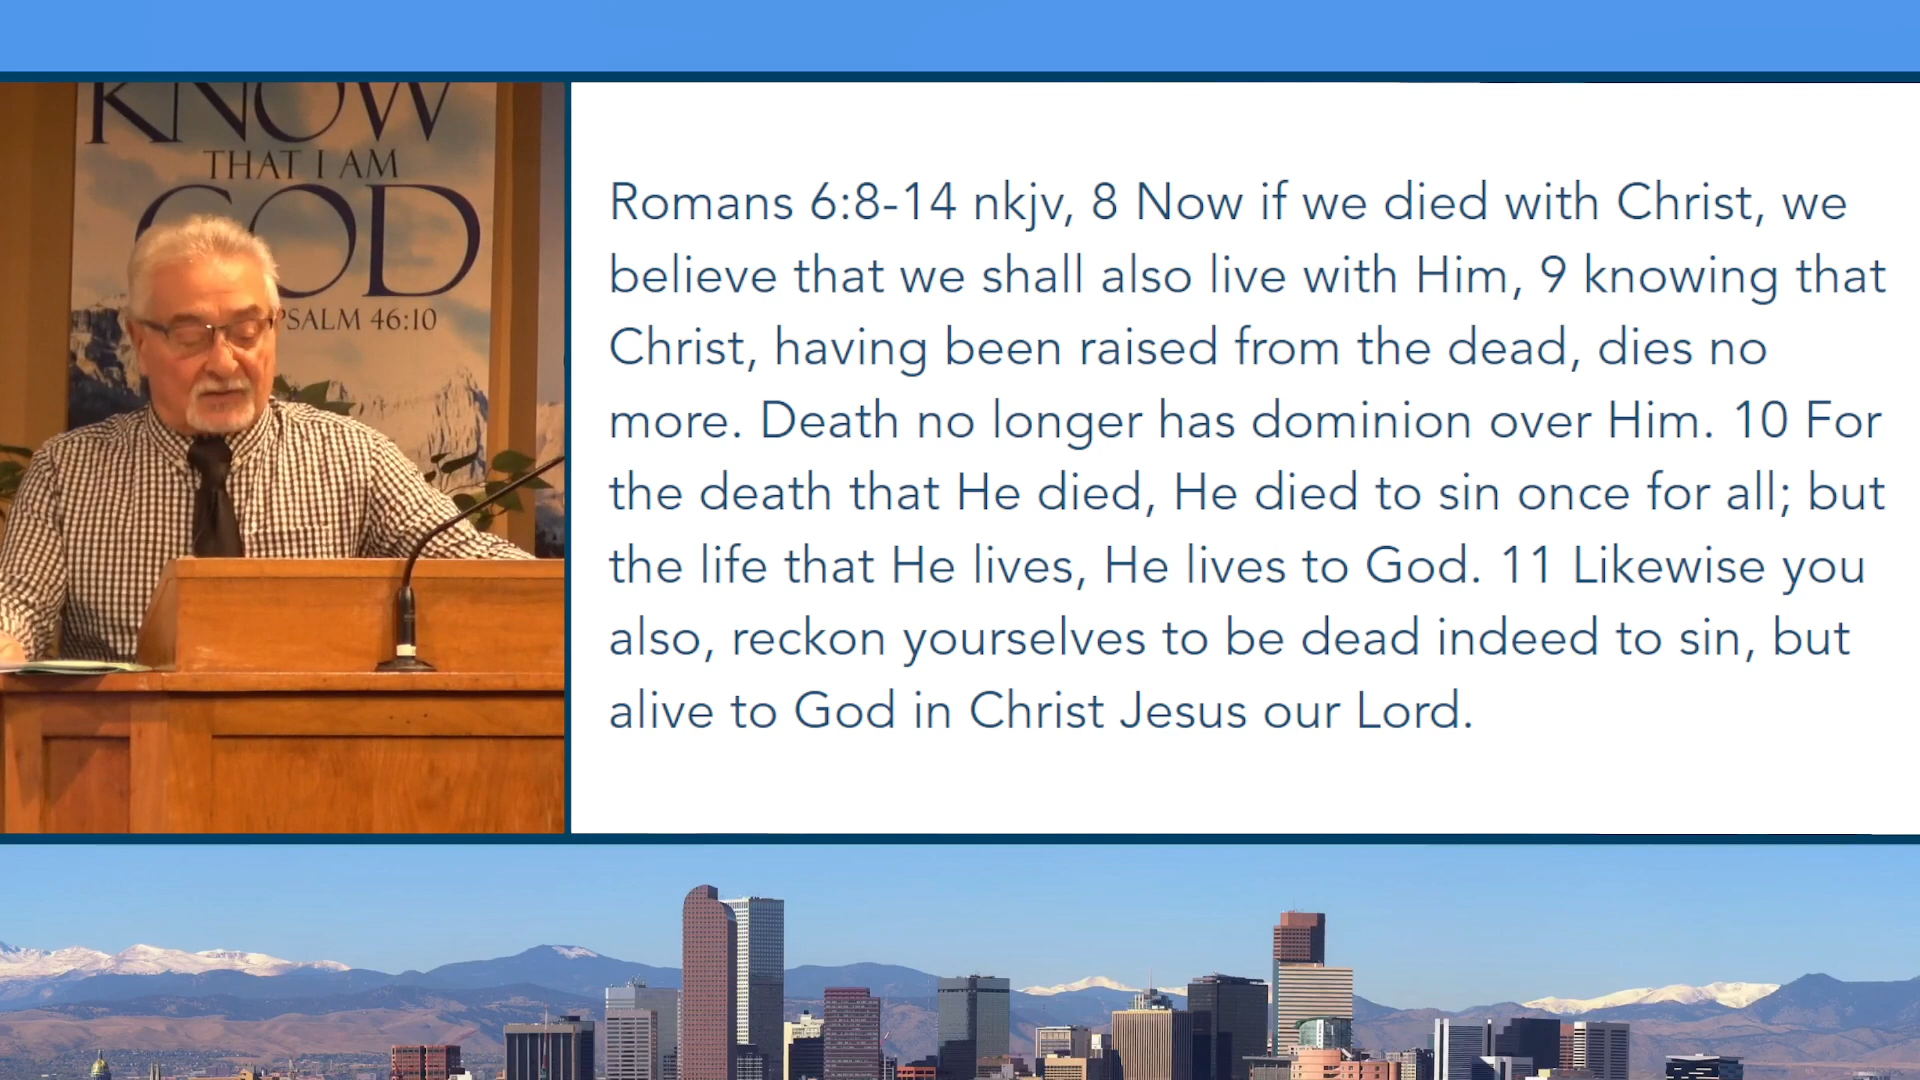 KNOW
THAT I AM
GOD
PSALM 46:10
Romans 6:8-14 nkjv, 8 Now if we died with Christ, we
believe that we shall also live with Him, 9 knowing that
Christ, having been raised from the dead, dies no
more. Death no longer has dominion over Him. 10 For
the death that He died, He died to sin once for all; but
the life that He lives, He lives to God. 11 Likewise you
also, reckon yourselves to be dead indeed to sin, but
alive to God in Christ Jesus our Lord.